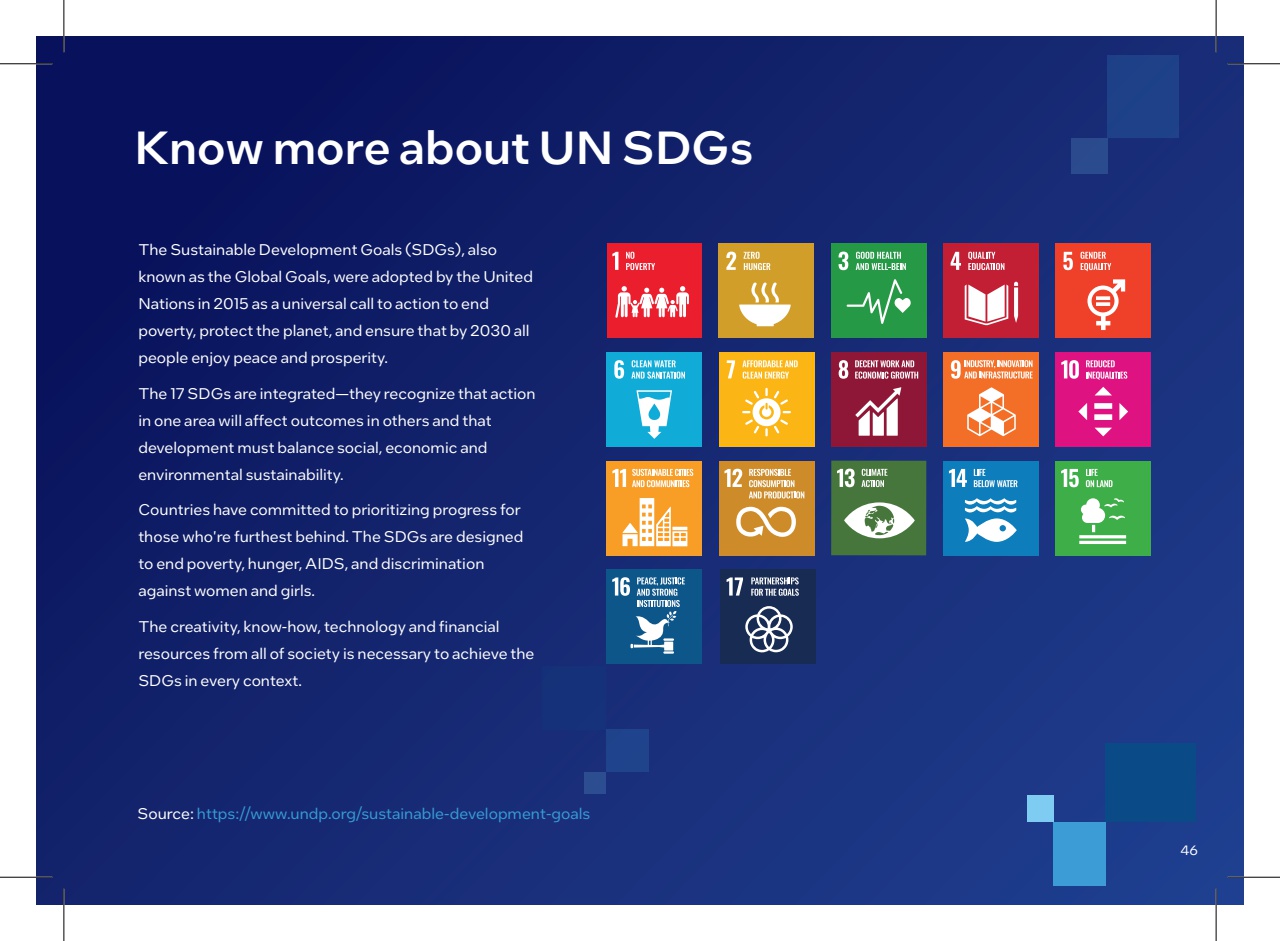 Know more about UN SDGs
The Sustainable Development Goals (SDGs), also
known as the Global Goals, were adopted by the United
Nations in 2015 as a universal call to action to end
poverty, protect the planet, and ensure that by 2030 all
people enjoy peace and prosperity.
The 17 SDGs are integrated—they recognize that action
in one area will affect outcomes in others and that
development must balance social, economic and
environmental sustainability.
Countries have committed to prioritizing progress for
those who're furthest behind. The SDGs are designed
to end poverty, hunger, AIDS, and discrimination
against women and girls.
The creativity, know-how, technology and financial
resources from all of society is necessary to achieve the
SDGs in every context.
1 NO
POVERTY
2 ZERO
HUNGER
3 GOOD HEALTH
AND WELL-BEIN
4 QUALITY
EDUCATION
5 GENDER
EQUALITY
6 CLEAN WATER
AND SANITATION
7 AFFORDABLE AND
CLEAN ENERGY
8 DECENT WORK AND
ECONOMIC GROWTH
9 INDUSTRY, INNOVATION
AND INFRASTRUCTURE
10 REDUCED
INEQUALITIES
11 SUSTAINABLE CITIES
AND COMMUNITIES
12 RESPONSIBLE
CONSUMPTION
AND PRODUCTION
13 CLIMATE
ACTION
14 LIFE
BELOW WATER
15 LIFE
ON LAND
16 PEACE, JUSTICE
AND STRONG
INSTITUTIONS
17 PARTNERSHIPS
FOR THE GOALS
Source: https://www.undp.org/sustainable-development-goals
46